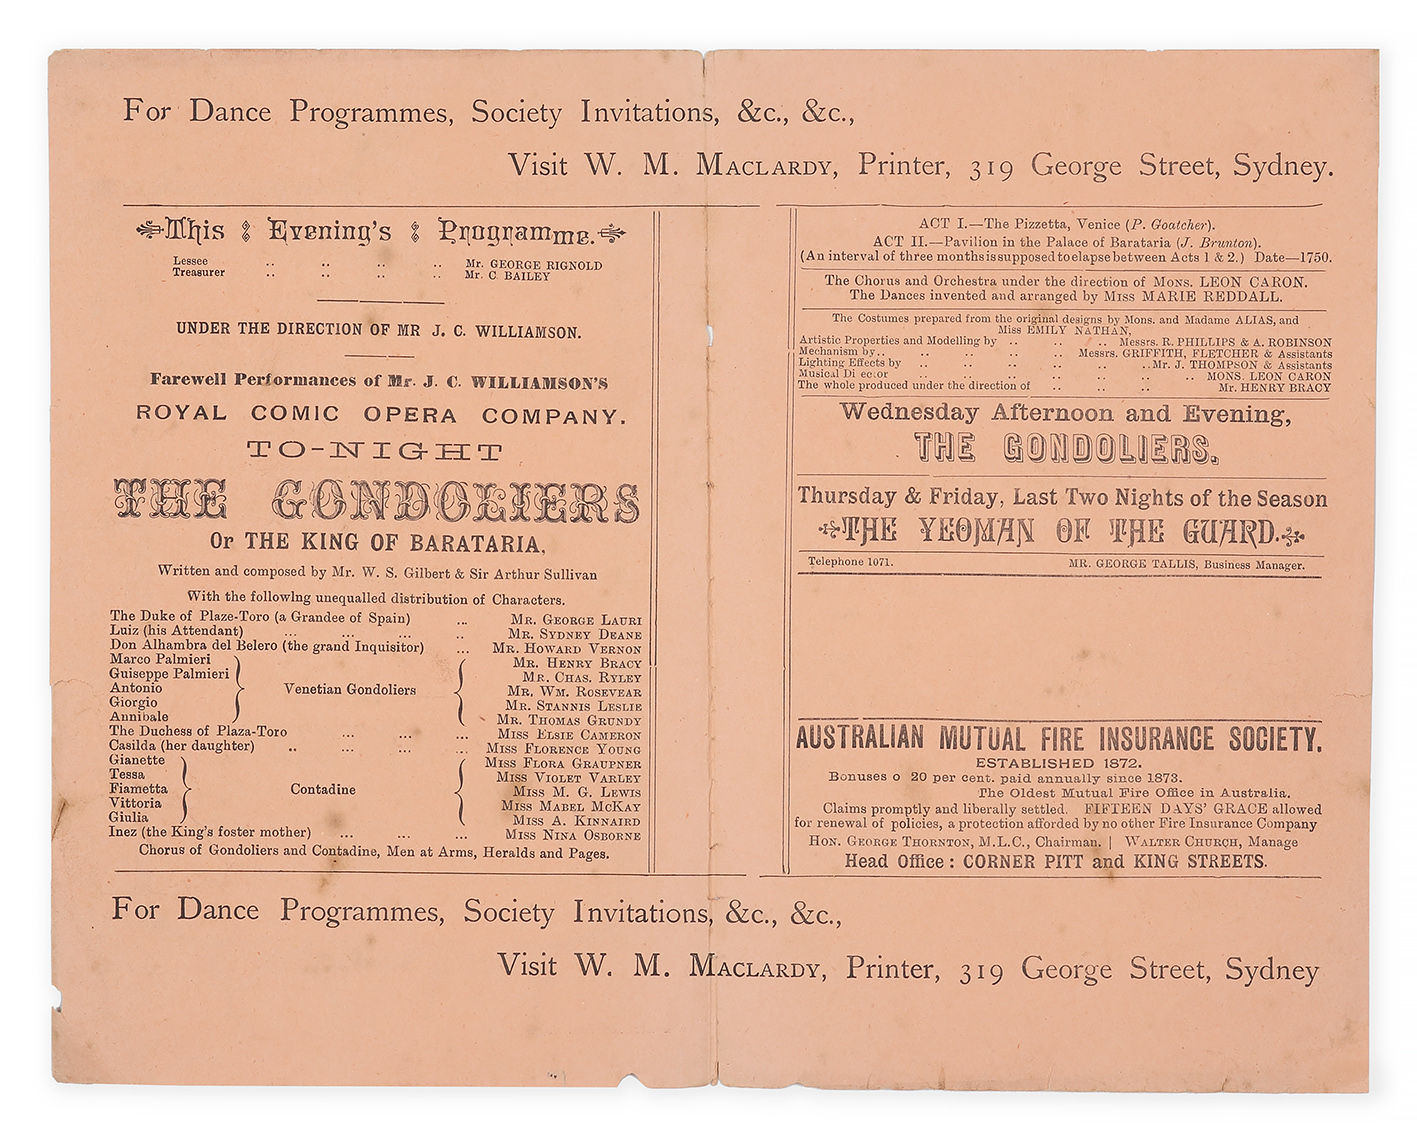 For Dance Programmes, Society Invitations, &c., &c.,
Visit W. M. MACLARDY, Printer, 319 George Street, Sydney.
This Evening's Programme.
Lessee .. .. .. .. Mr. GEORGE RIGNOLD
Treasurer .. .. .. .. Mr. C. BAILEY
UNDER THE DIRECTION OF MR J. C. WILLIAMSON.
Farewell Performances of Mr. J. C. WILLIAMSON'S
ROYAL COMIC OPERA COMPANY.
TO-NIGHT
THE GONDOLIERS
Or THE KING OF BARATARIA,
Written and composed by Mr. W. S. Gilbert & Sir Arthur Sullivan
With the following unequalled distribution of Characters.
The Duke of Plaze-Toro (a Grandee of Spain) ... MR. GEORGE LAURI
Luiz (his Attendant) ... ... ... .. MR. SYDNEY DEANE
Don Alhambra del Belero (the grand Inquisitor) ... MR. HOWARD VERNON
Marco Palmieri MR. HENRY BRACY
Guiseppe Palmieri MR. CHAS. RYLEY
Antonio Venetian Gondoliers MR. WM. ROSEVEAR
Giorgio MR. STANNIS LESLIE
Annibale MR. THOMAS GRUNDY
The Duchess of Plaza-Toro ... ... ... MISS ELSIE CAMERON
Casilda (her daughter) .. ... ... ... MISS FLORENCE YOUNG
Gianette MISS FLORA GRAUPNER
Tessa MISS VIOLET VARLEY
Fiametta Contadine MISS M. G. LEWIS
Vittoria MISS MABEL MCKAY
Giulia MISS A. KINNAIRD
Inez (the King's foster mother) ... ... ... MISS NINA OSBORNE
Chorus of Gondoliers and Contadine, Men at Arms, Heralds and Pages.
ACT I.—The Pizzetta, Venice (P. Goatcher).
ACT II.—Pavilion in the Palace of Barataria (J. Brunton).
(An interval of three months is supposed to elapse between Acts 1 & 2.) Date—1750.
The Chorus and Orchestra under the direction of MONS. LEON CARON.
The Dances invented and arranged by MISS MARIE REDDALL.
The Costumes prepared from the original designs by Mons. and Madame ALIAS, and
Miss EMILY NATHAN,
Artistic Properties and Modelling by .. .. .. Messrs. R. PHILLIPS & A. ROBINSON
Mechanism by.. .. .. .. .. Messrs. GRIFFITH, FLETCHER & Assistants
Lighting Effects by .. .. .. .. .. ..Mr. J. THOMPSON & Assistants
Musical Di ec.or .. .. .. .. .. .. .. MONS. LEON CARON
The whole produced under the direction of .. .. .. .. Mr. HENRY BRACY
Wednesday Afternoon and Evening,
THE GONDOLIERS.
Thursday & Friday, Last Two Nights of the Season
THE YEOMAN OF THE GUARD.
Telephone 1071. MR. GEORGE TALLIS, Business Manager.
AUSTRALIAN MUTUAL FIRE INSURANCE SOCIETY.
ESTABLISHED 1872.
Bonuses o 20 per cent. paid annually since 1873.
The Oldest Mutual Fire Office in Australia.
Claims promptly and liberally settled. FIFTEEN DAYS' GRACE allowed
for renewal of policies, a protection afforded by no other Fire Insurance Company
HON. GEORGE THORNTON, M.L.C., Chairman. | WALTER CHURCH, Manage
Head Office: CORNER PITT and KING STREETS.
For Dance Programmes, Society Invitations, &c., &c.,
Visit W. M. MACLARDY, Printer, 319 George Street, Sydney